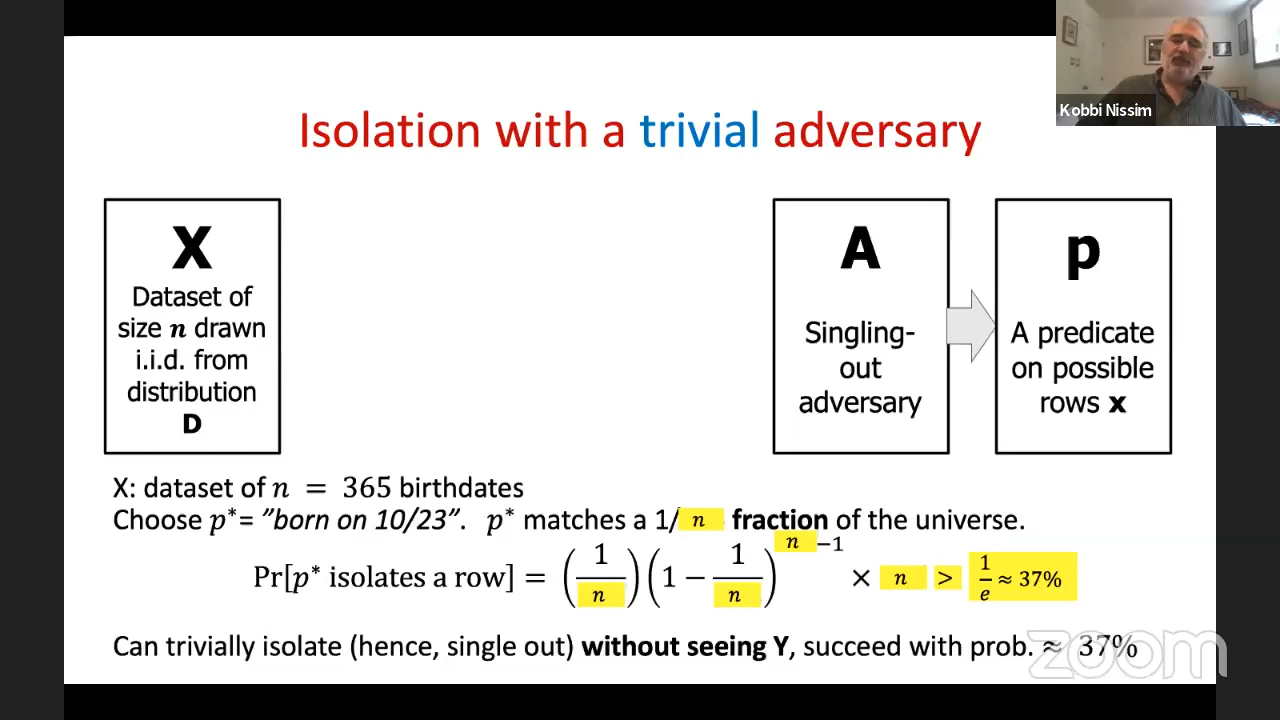 Kobbi Nissim
Isolation with a trivial adversary
X
Dataset of
size n drawn
i.i.d. from
distribution
D
A
Singling-
out
adversary
p
A predicate
on possible
rows x
X: dataset of n = 365 birthdates
Choose p*= ”born on 10/23”. p* matches a 1/n fraction of the universe.
Pr[p* isolates a row] = (1/n)(1 − 1/n)^(n−1) × n > 1/e ≈ 37%
Can trivially isolate (hence, single out) without seeing Y, succeed with prob. ≈ 37%
zoom